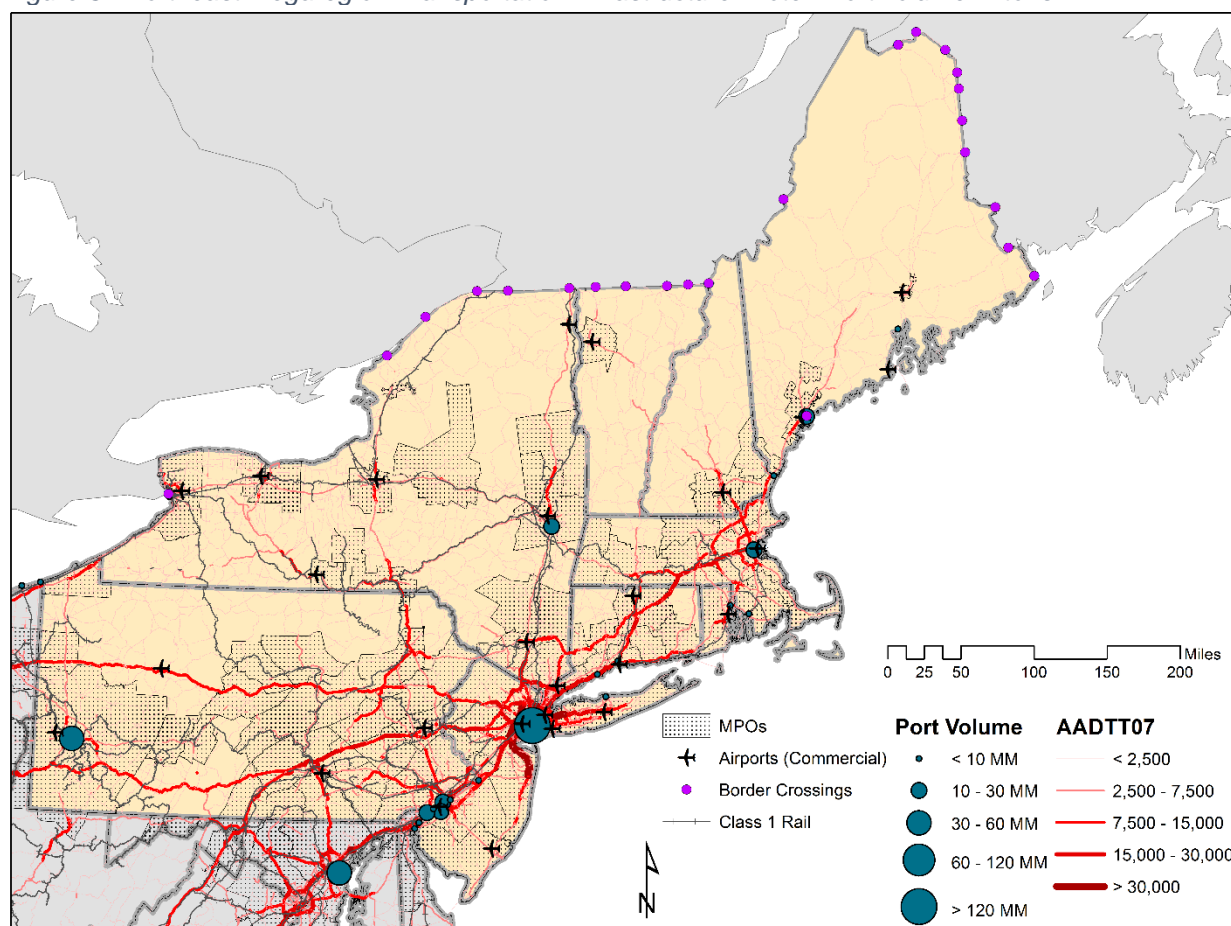 0 25 50 100 150 200
Miles
MPOs
Airports (Commercial)
Border Crossings
Class 1 Rail
N
Port Volume
< 10 MM
10 - 30 MM
30 - 60 MM
60 - 120 MM
> 120 MM
AADTT07
< 2,500
2,500 - 7,500
7,500 - 15,000
15,000 - 30,000
> 30,000